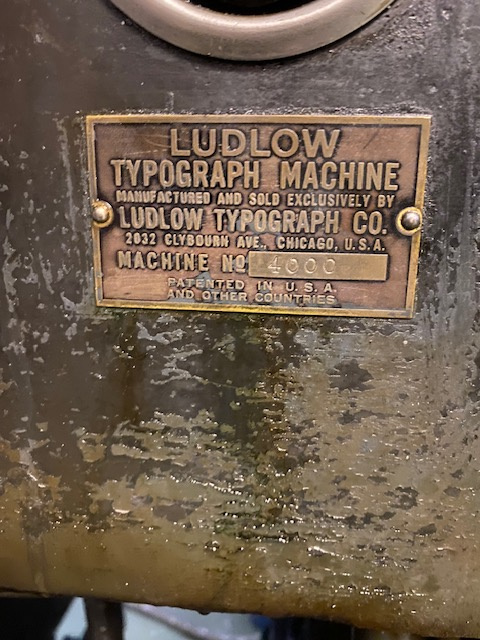 LUDLOW
TYPOGRAPH MACHINE
MANUFACTURED AND SOLD EXCLUSIVELY BY
LUDLOW TYPOGRAPH CO.
2032 CLYBOURN AVE., CHICAGO, U.S.A.
MACHINE Nº 4000
PATENTED IN U.S.A.
AND OTHER COUNTRIES